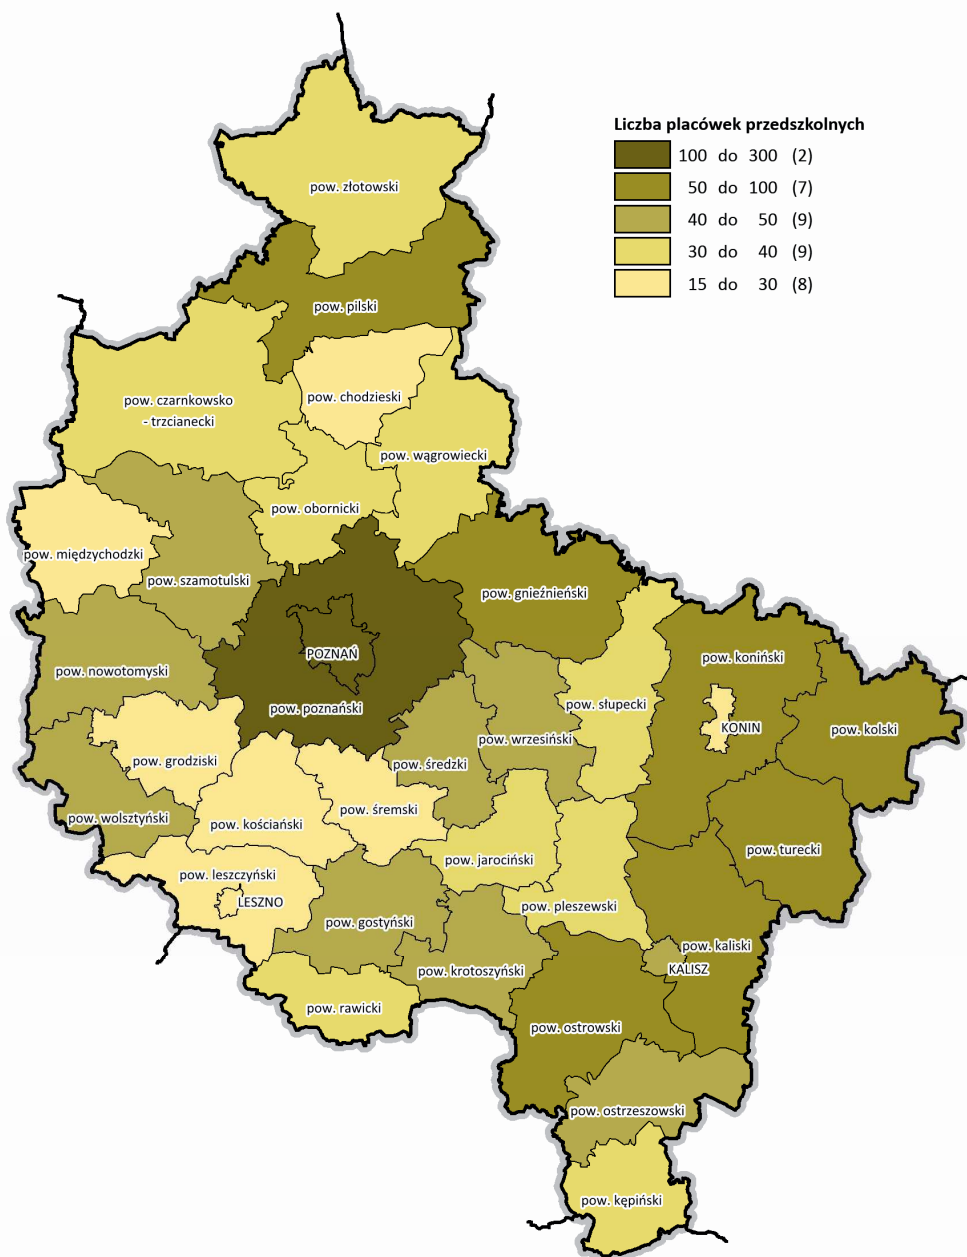 Liczba placówek przedszkolnych
100 do 300 (2)
50 do 100 (7)
40 do 50 (9)
30 do 40 (9)
15 do 30 (8)
pow. złotowski
pow. pilski
pow. czarnkowsko
- trzcianecki
pow. chodzieski
pow. wągrowiecki
pow. obornicki
pow. międzychodzki
pow. szamotulski
pow. gnieźnieński
POZNAŃ
pow. poznański
pow. nowotomyski
pow. koniński
KONIN
pow. kolski
pow. słupecki
pow. wrzesiński
pow. średzki
pow. grodziski
pow. śremski
pow. wolsztyński
pow. kościański
pow. jarociński
pow. turecki
pow. leszczyński
LESZNO
pow. pleszewski
pow. gostyński
pow. kaliski
KALISZ
pow. krotoszyński
pow. rawicki
pow. ostrowski
pow. ostrzeszowski
pow. kępiński